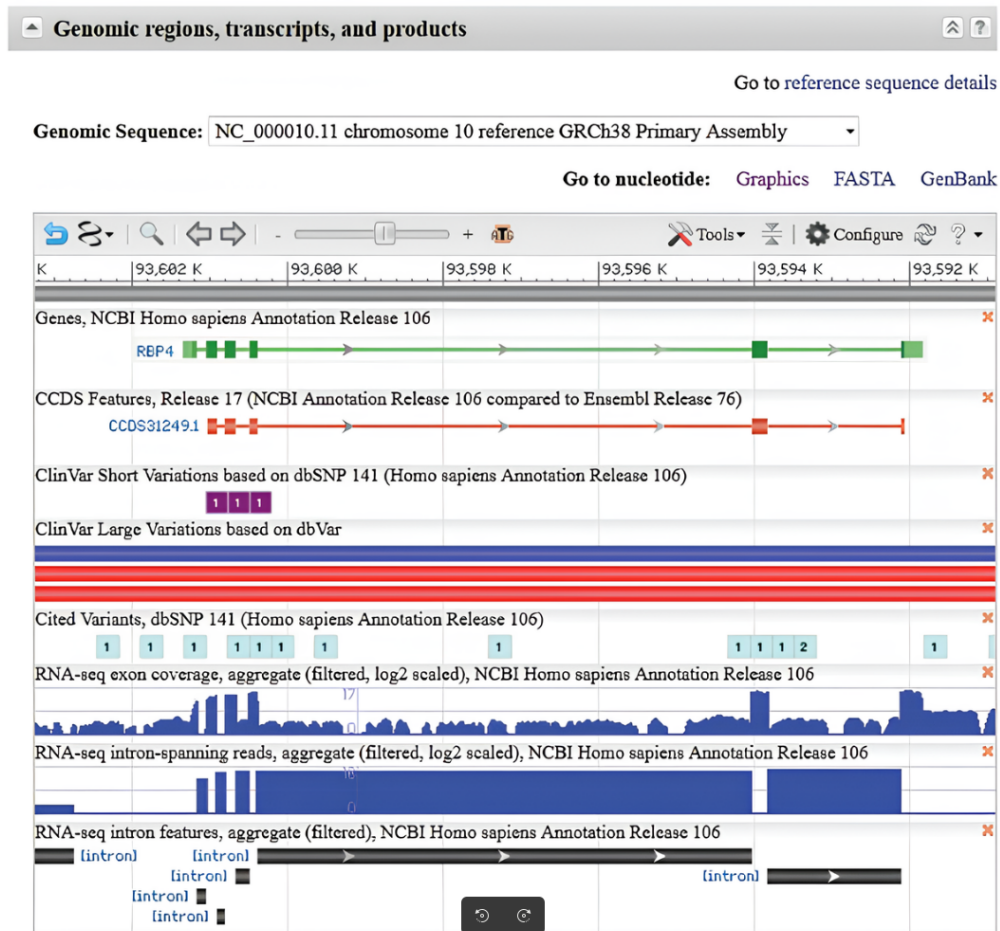 Genomic regions, transcripts, and products
?
Go to reference sequence details
Genomic Sequence: NC_000010.11 chromosome 10 reference GRCh38 Primary Assembly
Go to nucleotide: Graphics FASTA GenBank
- + ATG Tools Configure ?
K 93,602 K 93,600 K 93,598 K 93,596 K 93,594 K 93,592 K
Genes, NCBI Homo sapiens Annotation Release 106
RBP4
CCDS Features, Release 17 (NCBI Annotation Release 106 compared to Ensembl Release 76)
CCDS31249.1
ClinVar Short Variations based on dbSNP 141 (Homo sapiens Annotation Release 106)
1 1 1
ClinVar Large Variations based on dbVar
Cited Variants, dbSNP 141 (Homo sapiens Annotation Release 106)
1 1 1 1 1 1 1 1 1 1 1 2 1
RNA-seq exon coverage, aggregate (filtered, log2 scaled), NCBI Homo sapiens Annotation Release 106
17
0
RNA-seq intron-spanning reads, aggregate (filtered, log2 scaled), NCBI Homo sapiens Annotation Release 106
0
RNA-seq intron features, aggregate (filtered), NCBI Homo sapiens Annotation Release 106
[intron] [intron]
[intron] [intron]
[intron]
[intron]